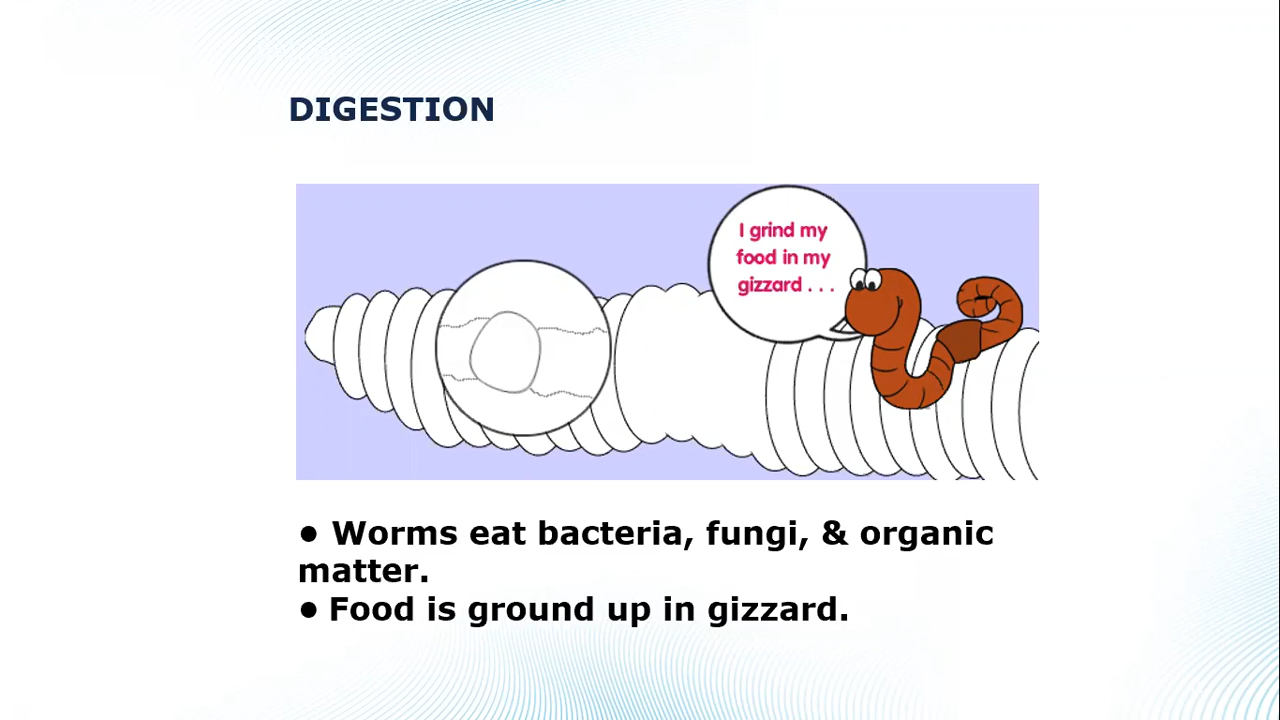 DIGESTION
I grind my
food in my
gizzard . . .
● Worms eat bacteria, fungi, & organic
matter.
● Food is ground up in gizzard.